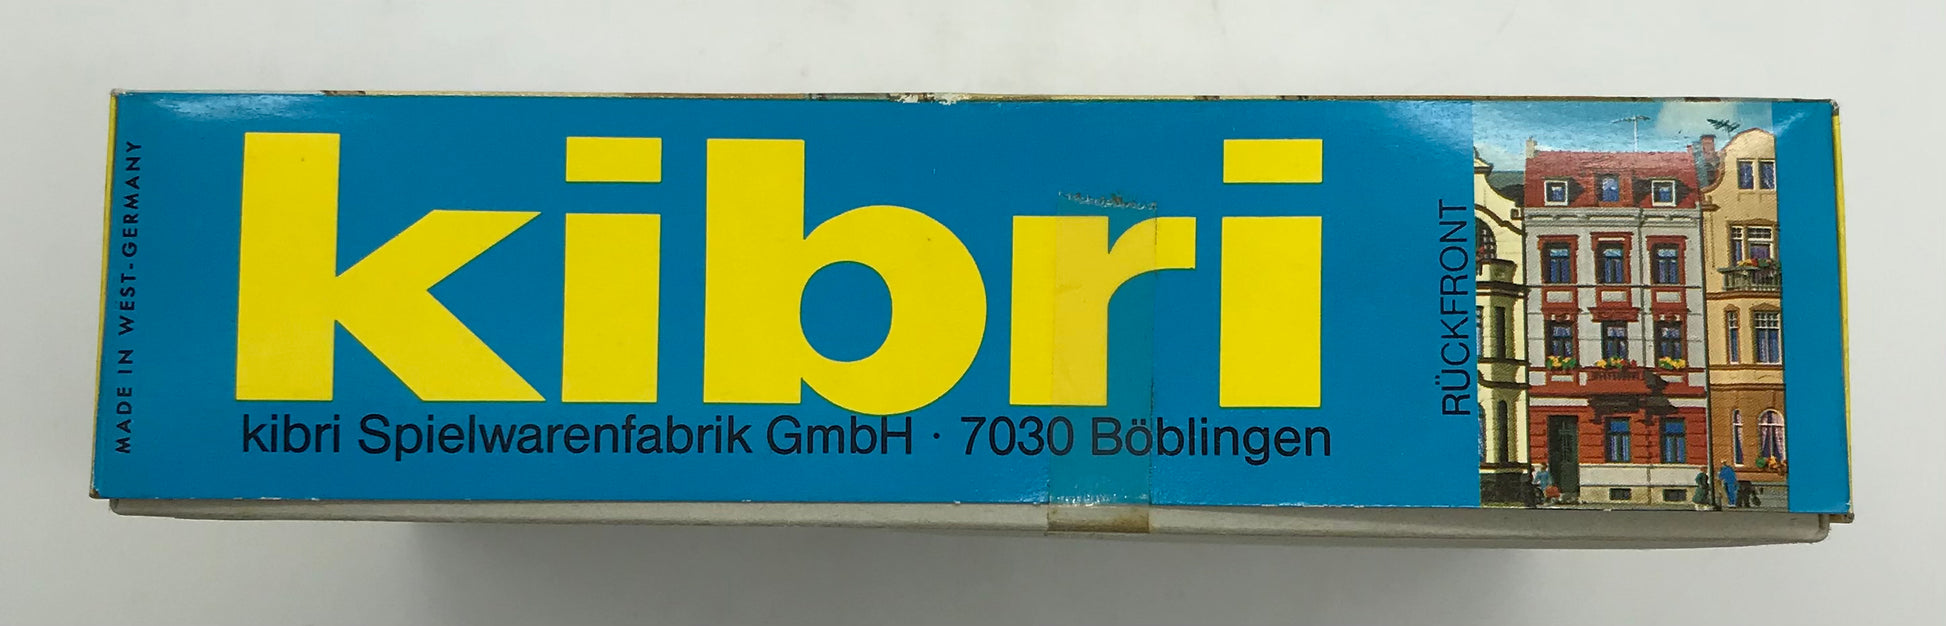 MADE IN WEST-GERMANY
kibri
kibri Spielwarenfabrik GmbH · 7030 Böblingen
RÜCKFRONT